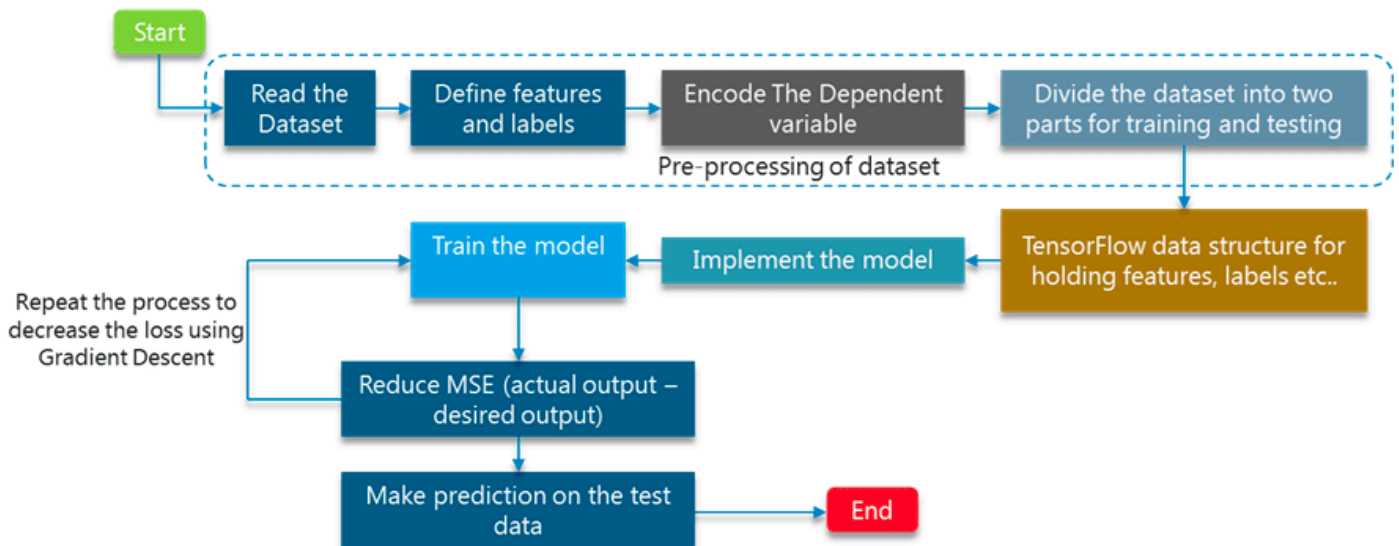 Start
Read the
Dataset
Define features
and labels
Encode The Dependent
variable
Divide the dataset into two
parts for training and testing
Pre-processing of dataset
TensorFlow data structure for
holding features, labels etc..
Implement the model
Train the model
Repeat the process to
decrease the loss using
Gradient Descent
Reduce MSE (actual output –
desired output)
Make prediction on the test
data
End